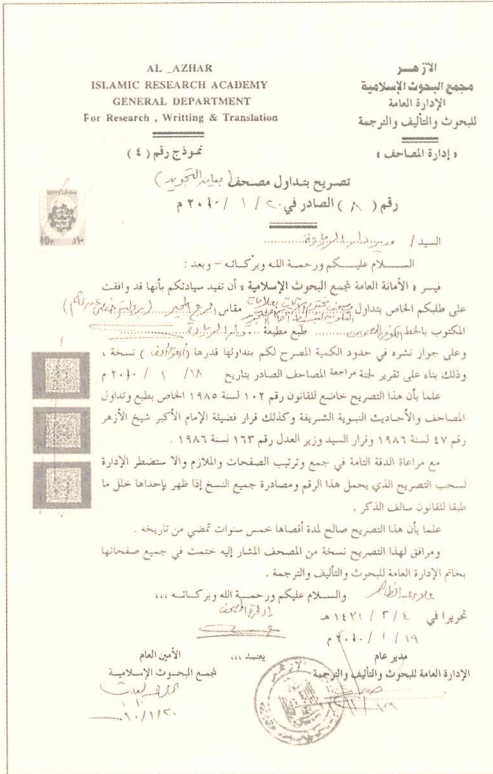 AL _AZHAR
ISLAMIC RESEARCH ACADEMY
GENERAL DEPARTMENT
For Research , Writting & Translation
الازهر
مجمع البحوث الإسلامية
الإدارة العامة
للبحوث والتأليف والترجمة
« إدارة المصاحف »
نموذج رقم ( ٤ )
تصريح بتداول مصحف (
رقم ( ٨ ) الصادر في ٢٠ / ١ / ٢٠١٠ م
السيد /
السلام عليكم ورحمة الله وبركاته – وبعد :
فيسر « الأمانة العامة لمجمع البحوث الإسلامية » أن تفيد سيادتكم بأنها قد وافقت
على طلبكم الخاص بتداول مقاس
المكتوب بالخط طبع مطبعة
وعلى جواز نشره في حدود الكمية المصرح لكم بتداولها قدرها ( ) نسخة ،
وذلك بناء على تقرير لجنة مراجعة المصاحف الصادر بتاريخ ١٨ / ١ / ٢٠١٠ م
علما بأن هذا التصريح خاضع للقانون رقم ١٠٢ لسنة ١٩٨٥ الخاص بطبع وتداول
المصاحف والأحاديث النبوية الشريفة وكذلك قرار فضيلة الإمام الأكبر شيخ الأزهر
رقم ٤٧ لسنة ١٩٨٦ وقرار السيد وزير العدل رقم ١٦٣ لسنة ١٩٨٦ .
مع مراعاة الدقة التامة في جمع وترتيب الصفحات والملازم والا ستضطر الإدارة
لسحب التصريح الذي يحمل هذا الرقم ومصادرة جميع النسخ إذا ظهر بإحداها خلل ما
طبقا للقانون سالف الذكر .
علما بأن هذا التصريح صالح لمدة أقصاها خمس سنوات تمضي من تاريخه .
ومرافق لهذا التصريح نسخة من المصحف المشار إليه ختمت في جميع صفحاتها
بخاتم الإدارة العامة للبحوث والتأليف والترجمة .
والسلام عليكم ورحمة الله وبركاته ،،،
إدارة المصاحف
تحريرا في ٤ / ٢ / ١٤٣١ هـ
١٩ / ١ / ٢٠١٠ م
مدير عام
الإدارة العامة للبحوث والتأليف والترجمة
يعتمد ،،،
الأمين العام
لمجمع البحوث الإسلامية